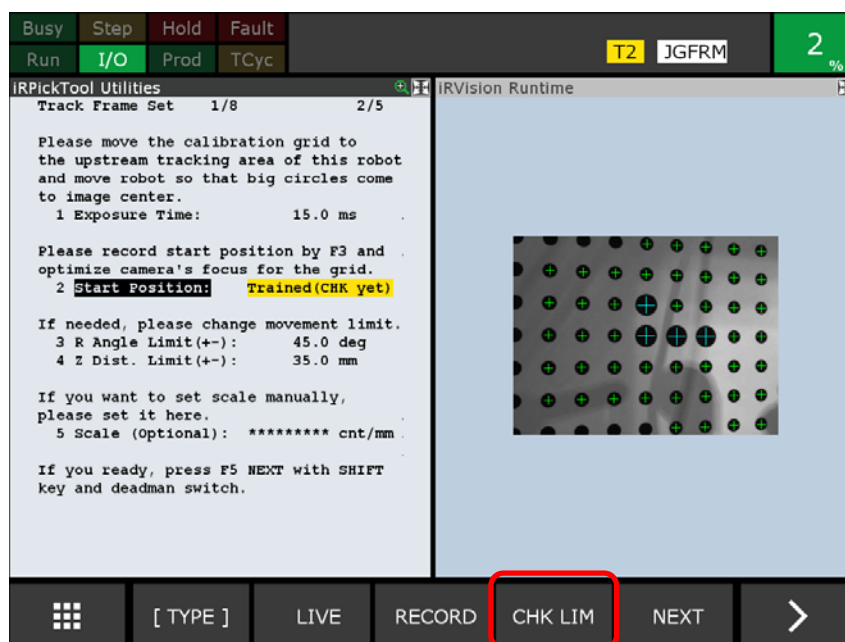 Busy Step Hold Fault
Run I/O Prod TCyc
T2 JGFRM
2 %
iRPickTool Utilities
Track Frame Set 1/8 2/5
Please move the calibration grid to
the upstream tracking area of this robot
and move robot so that big circles come
to image center.
1 Exposure Time: 15.0 ms
Please record start position by F3 and
optimize camera's focus for the grid.
2 Start Position: Trained(CHK yet)
If needed, please change movement limit.
3 R Angle Limit(+-): 45.0 deg
4 Z Dist. Limit(+-): 35.0 mm
If you want to set scale manually,
please set it here.
5 Scale (Optional): ********* cnt/mm
If you ready, press F5 NEXT with SHIFT
key and deadman switch.
iRVision Runtime
[ TYPE ] LIVE RECORD CHK LIM NEXT